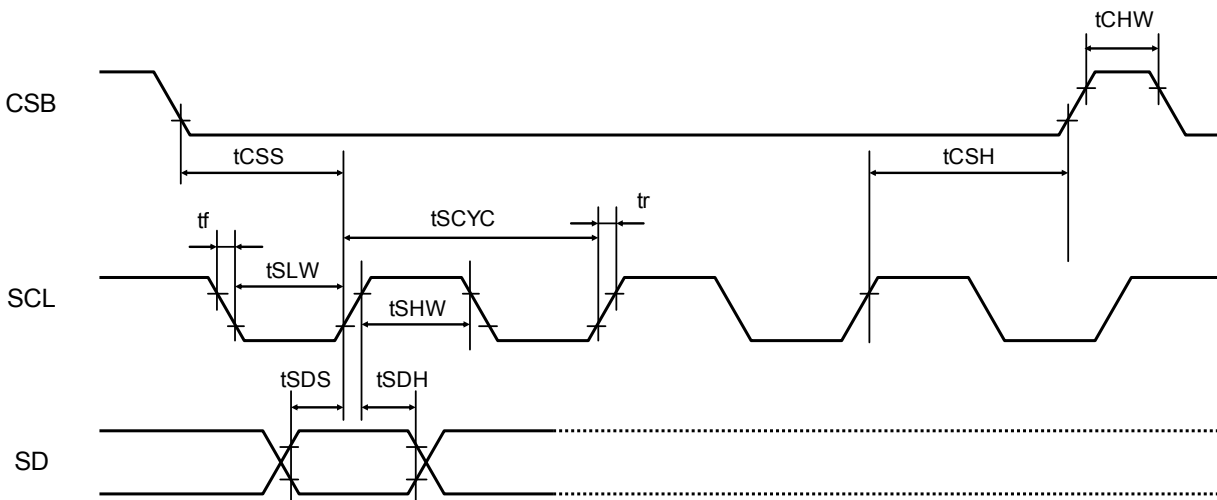 tCHW
CSB
tCSS
tCSH
tf
tSCYC
tr
tSLW
SCL
tSHW
tSDS
tSDH
SD